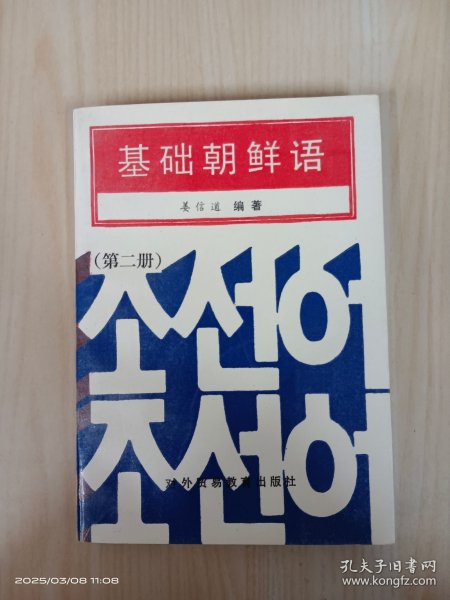 基础朝鲜语
姜信道 编著
(第二册)
조선어
조선어
对外贸易教育出版社
2025/03/08 11:08
孔夫子旧书网
www.kongfz.com